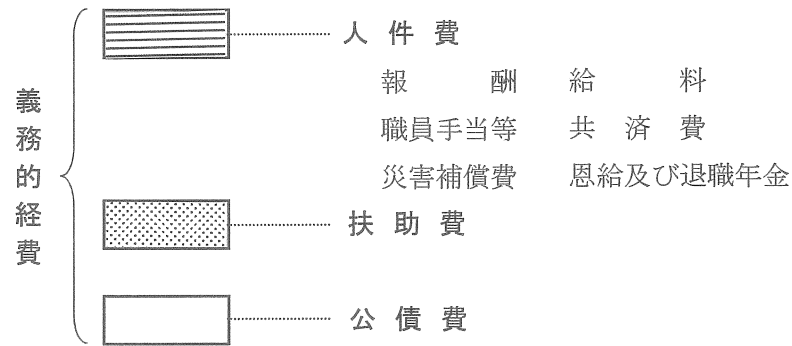 義務的経費
人件費
報酬 給料
職員手当等 共済費
災害補償費 恩給及び退職年金
扶助費
公債費